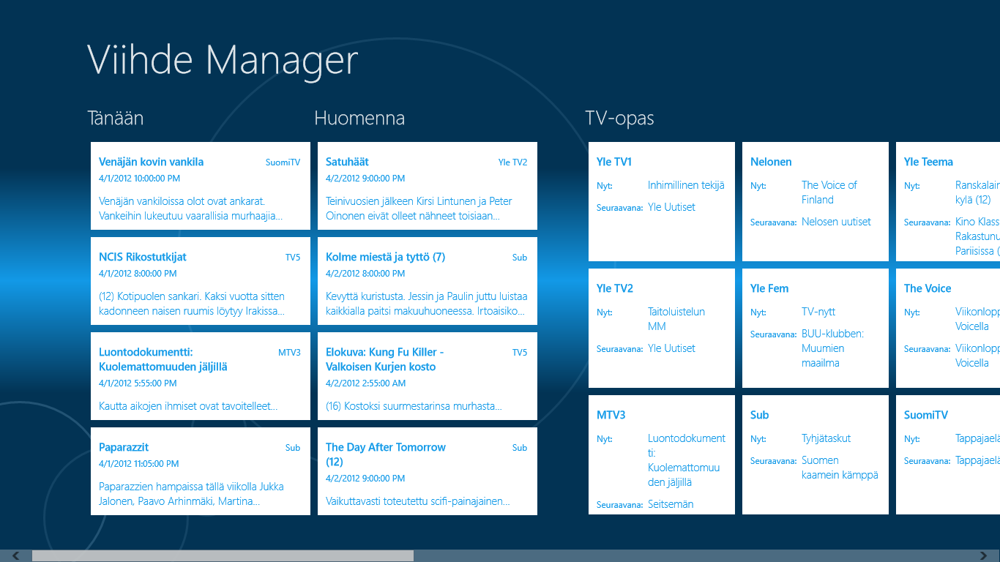 Viihde Manager
Tänään
Venäjän kovin vankila
SuomiTV
4/1/2012 10:00:00 PM
Venäjän vankiloissa olot ovat ankarat.
Vankeihin lukeutuu vaarallisia murhaajia...
NCIS Rikostutkijat
TV5
4/1/2012 8:00:00 PM
(12) Kotipuolen sankari. Kaksi vuotta sitten
kadonneen naisen ruumis löytyy Irakissa...
Luontodokumentti:
Kuolemattomuuden jäljillä
MTV3
4/1/2012 5:55:00 PM
Kautta aikojen ihmiset ovat tavoitelleet...
Paparazzit
Sub
4/1/2012 11:05:00 PM
Paparazzien hampaissa tällä viikolla Jukka
Jalonen, Paavo Arhinmäki, Martina...
Huomenna
Satuhäät
Yle TV2
4/2/2012 9:00:00 PM
Teinivuosien jälkeen Kirsi Lintunen ja Peter
Oinonen eivät olleet nähneet toisiaan...
Kolme miestä ja tyttö (7)
Sub
4/2/2012 8:00:00 PM
Kevyttä kuristusta. Jessin ja Paulin juttu luistaa
kaikkialla paitsi makuuhuoneessa. Irtoaisiko...
Elokuva: Kung Fu Killer -
Valkoisen Kurjen kosto
TV5
4/2/2012 2:55:00 AM
(16) Kostoksi suurmestarinsa murhasta...
The Day After Tomorrow
(12)
Sub
4/2/2012 9:00:00 PM
Vaikuttavasti toteutettu scifi-painajainen...
TV-opas
Yle TV1
Nyt: Inhimillinen tekijä
Seuraavana: Yle Uutiset
Yle TV2
Nyt: Taitoluistelun
MM
Seuraavana: Yle Uutiset
MTV3
Nyt: Luontodokument
ti:
Kuolemattomuu
den jäljillä
Seuraavana: Seitsemän
Nelonen
Nyt: The Voice of
Finland
Seuraavana: Nelosen uutiset
Yle Fem
Nyt: TV-nytt
Seuraavana: BUU-klubben:
Muumien
maailma
Sub
Nyt: Tyhjätaskut
Seuraavana: Suomen
kaamein kämppä
Yle Teema
Nyt: Ranskalain
kylä (12)
Seuraavana: Kino Klass
Rakastunu
Pariisissa (
The Voice
Nyt: Viikonlopp
Voicella
Seuraavana: Viikonlopp
Voicella
SuomiTV
Nyt: Tappajaelä
Seuraavana: Tappajaelä